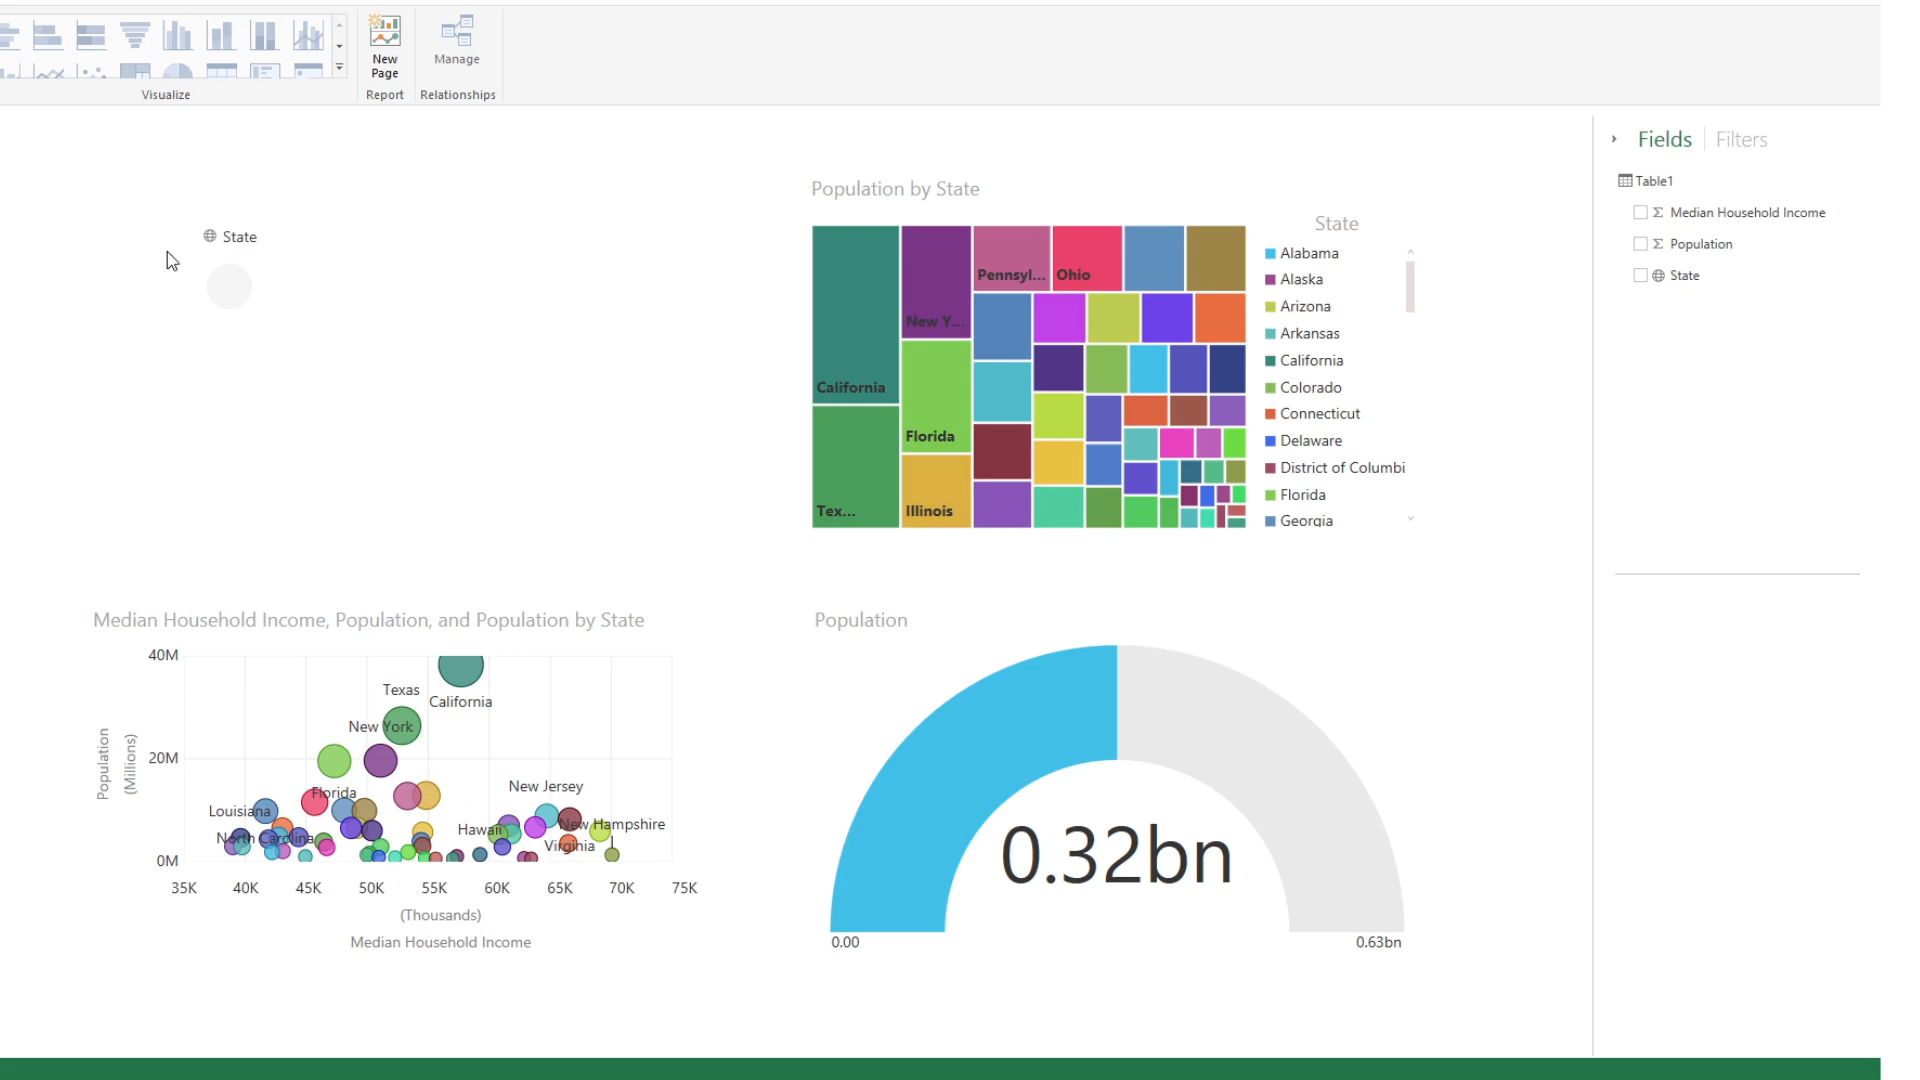 New
Page
Manage
Visualize
Report
Relationships
Fields
Filters
Table1
Median Household Income
Population
State
State
Population by State
California
Tex...
New Y...
Florida
Illinois
Pennsyl...
Ohio
State
Alabama
Alaska
Arizona
Arkansas
California
Colorado
Connecticut
Delaware
District of Columbi
Florida
Georgia
Median Household Income, Population, and Population by State
Population
(Millions)
40M
20M
0M
Texas
California
New York
Florida
New Jersey
Louisiana
North Carolina
Hawaii
New Hampshire
Virginia
35K 40K 45K 50K 55K 60K 65K 70K 75K
(Thousands)
Median Household Income
Population
0.32bn
0.00
0.63bn